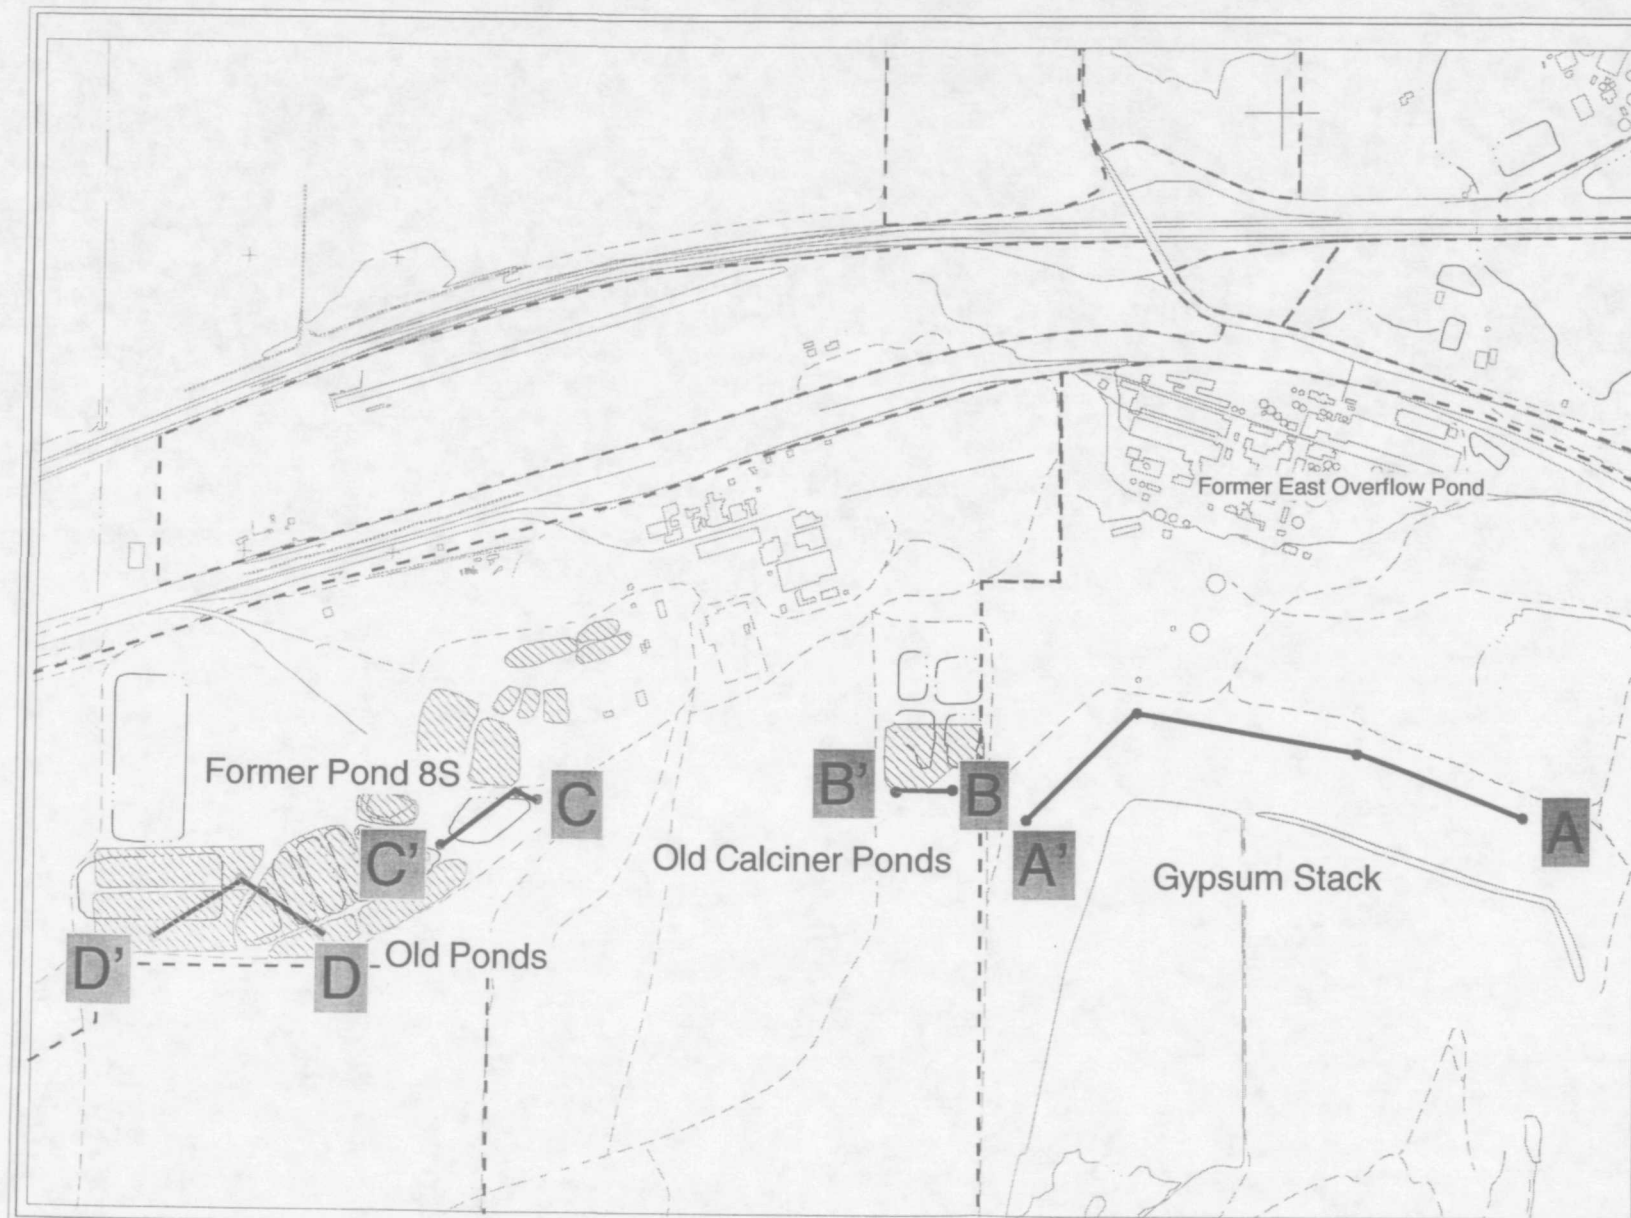 Former East Overflow Pond
Former Pond 8S
B'
B
C
C'
Old Calciner Ponds
A'
Gypsum Stack
A
D'
D
Old Ponds